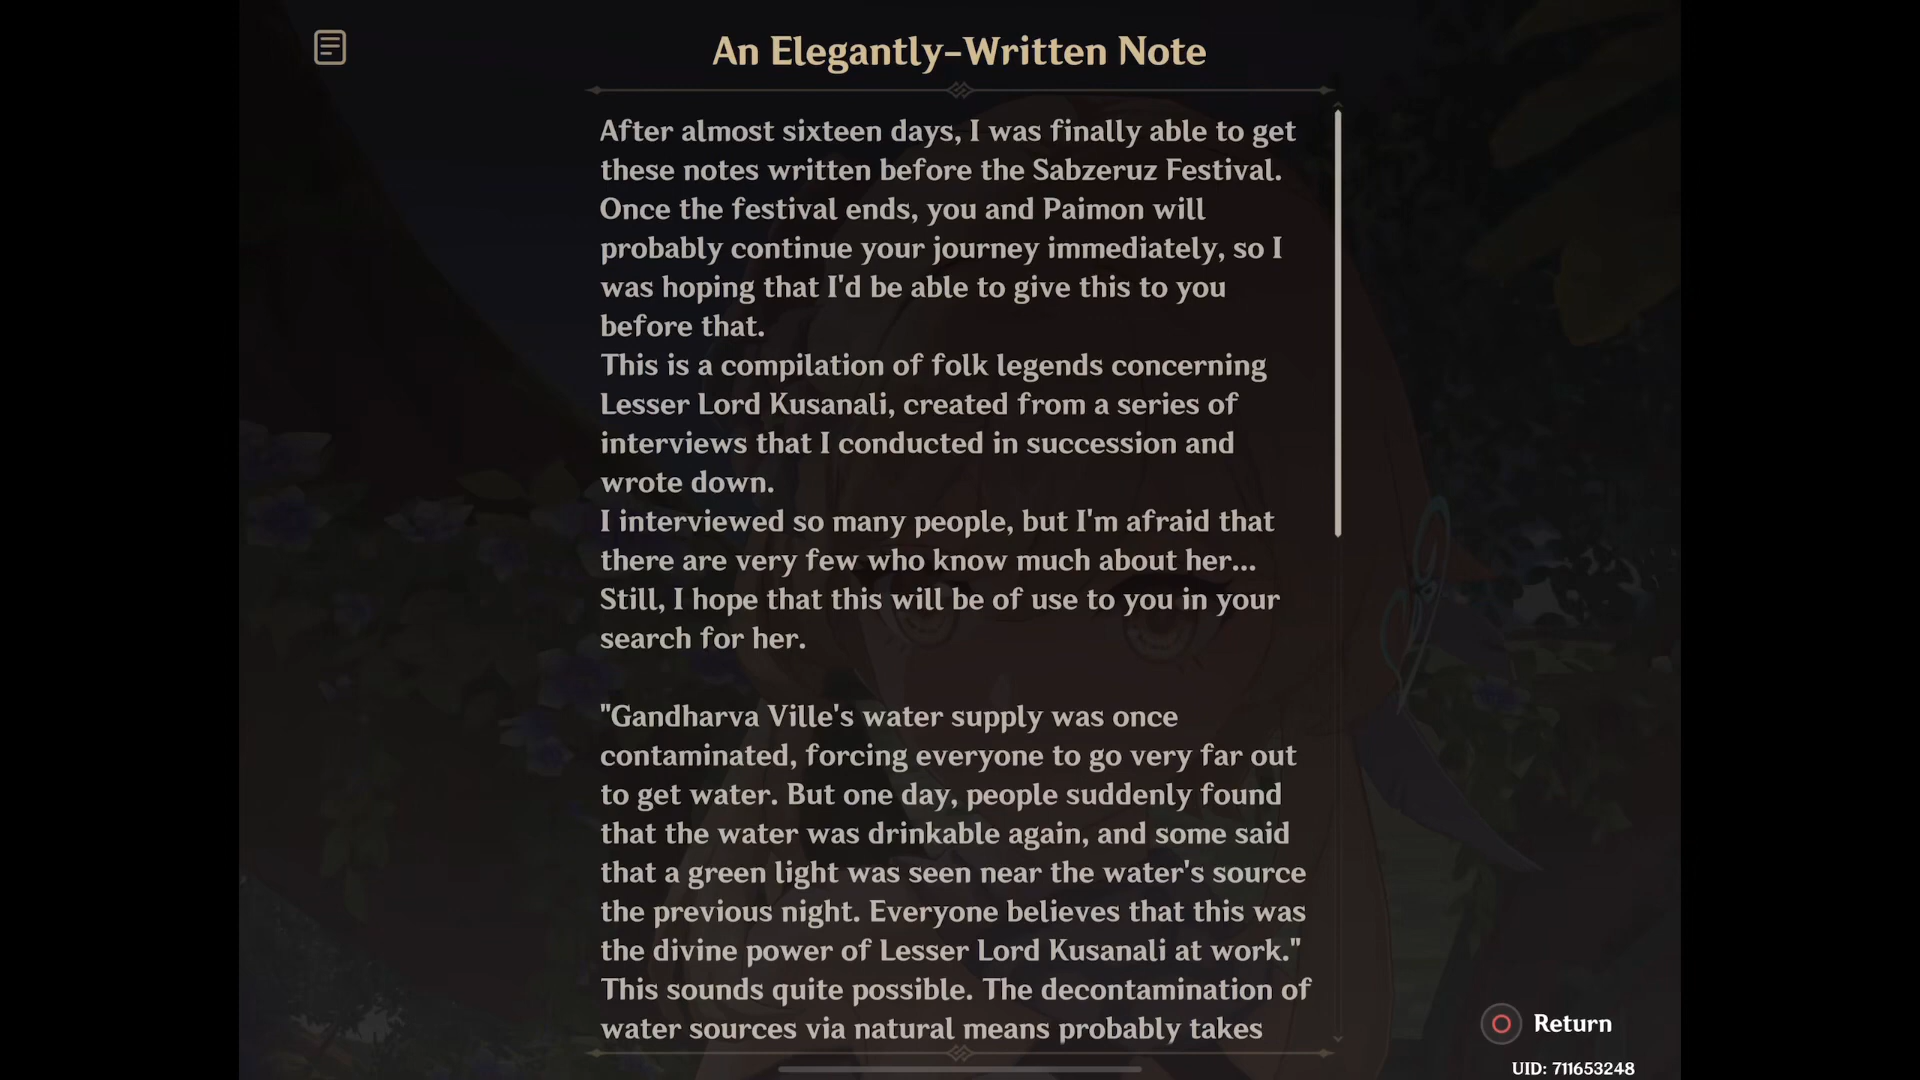 An Elegantly-Written Note
After almost sixteen days, I was finally able to get
these notes written before the Sabzeruz Festival.
Once the festival ends, you and Paimon will
probably continue your journey immediately, so I
was hoping that I'd be able to give this to you
before that.
This is a compilation of folk legends concerning
Lesser Lord Kusanali, created from a series of
interviews that I conducted in succession and
wrote down.
I interviewed so many people, but I'm afraid that
there are very few who know much about her...
Still, I hope that this will be of use to you in your
search for her.
"Gandharva Ville's water supply was once
contaminated, forcing everyone to go very far out
to get water. But one day, people suddenly found
that the water was drinkable again, and some said
that a green light was seen near the water's source
the previous night. Everyone believes that this was
the divine power of Lesser Lord Kusanali at work."
This sounds quite possible. The decontamination of
water sources via natural means probably takes
Return
UID: 711653248